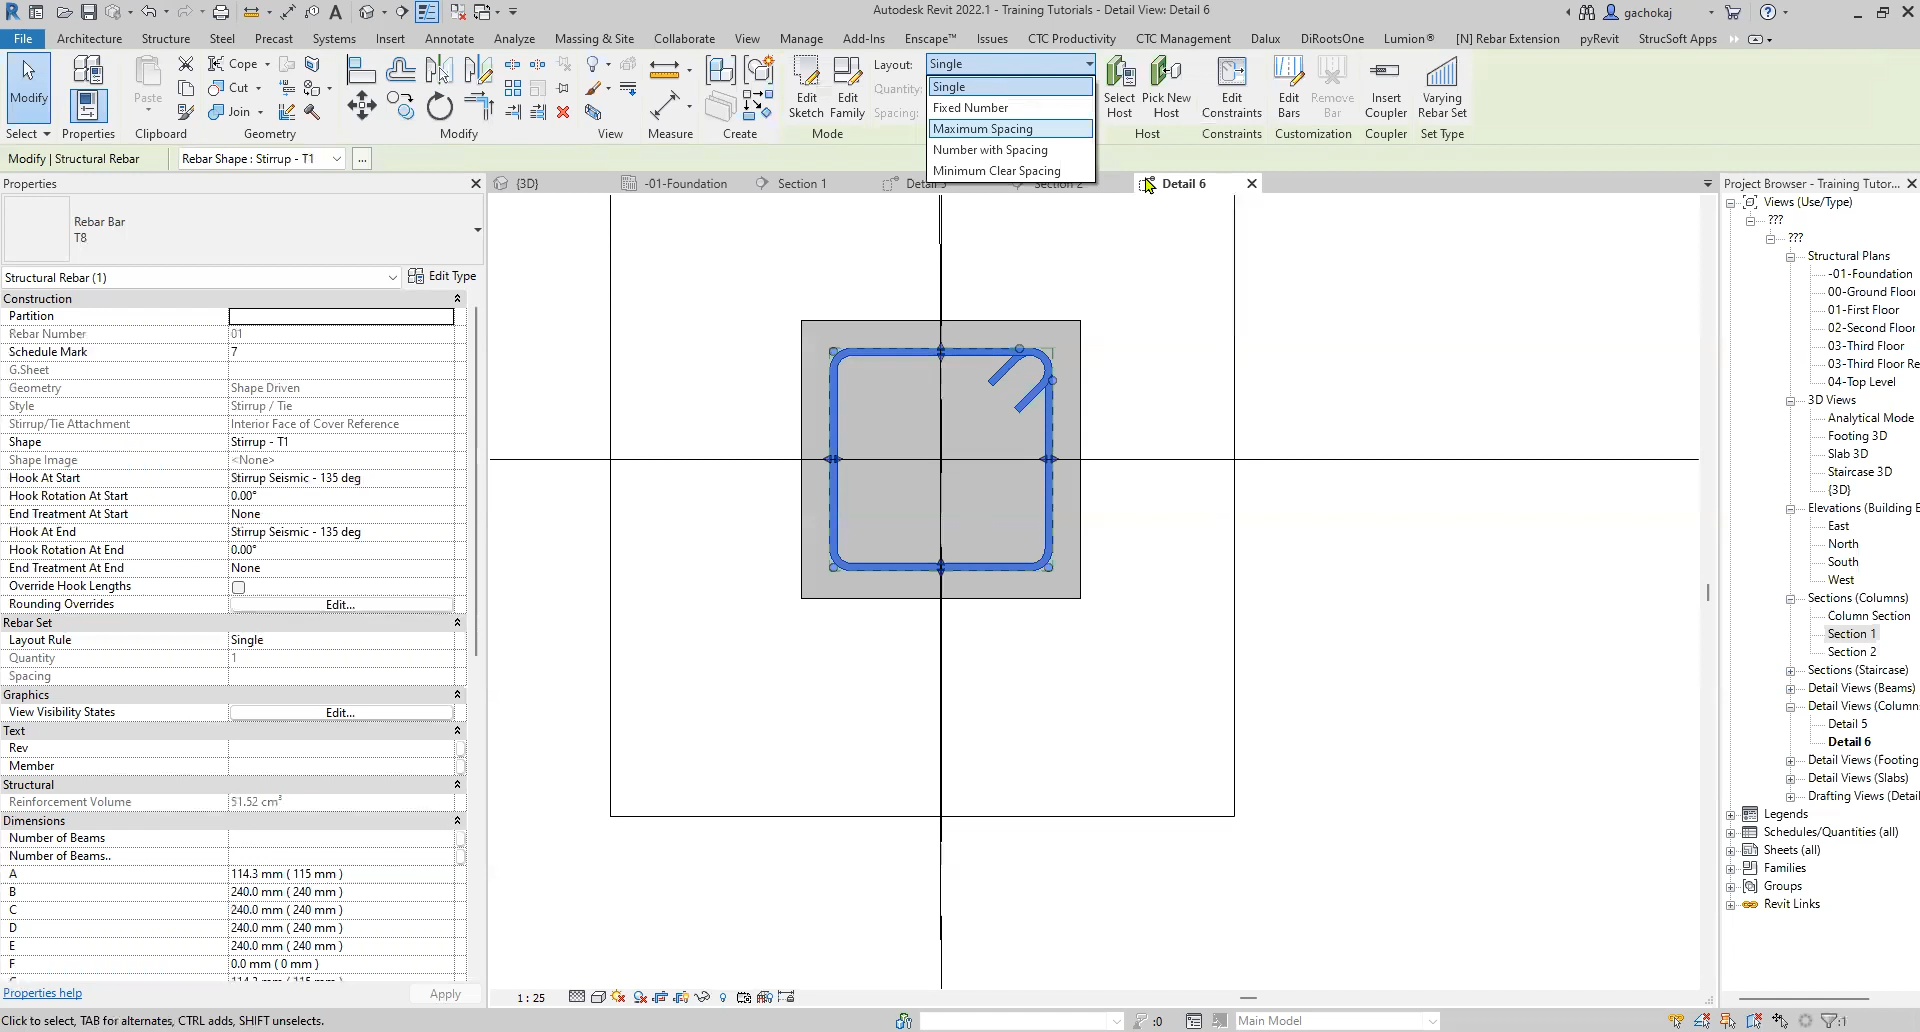 Autodesk Revit 2022.1 - Training Tutorials - Detail View: Detail 6
gachokaj
File Architecture Structure Steel Precast Systems Insert Annotate Analyze Massing & Site Collaborate View Manage Add-Ins Enscape™ Issues CTC Productivity CTC Management Dalux DiRootsOne Lumion® [N] Rebar Extension pyRevit StrucSoft Apps
Modify
Properties
Paste
Cope
Cut
Join
Edit Sketch
Edit Family
Layout: Single
Quantity:
Spacing:
Single
Fixed Number
Maximum Spacing
Number with Spacing
Minimum Clear Spacing
Select Host
Pick New Host
Edit Constraints
Edit Bars
Remove Bar
Insert Coupler
Varying Rebar Set
Select Properties Clipboard Geometry Modify View Measure Create Mode Host Constraints Customization Coupler Set Type
Modify | Structural Rebar
Rebar Shape : Stirrup - T1
...
Properties
{3D}
-01-Foundation
Section 1
Detail 5
Section 2
Detail 6
Rebar Bar
T8
Structural Rebar (1)
Edit Type
Construction
Partition
Rebar Number 01
Schedule Mark 7
G.Sheet
Geometry Shape Driven
Style Stirrup / Tie
Stirrup/Tie Attachment Interior Face of Cover Reference
Shape Stirrup - T1
Shape Image <None>
Hook At Start Stirrup Seismic - 135 deg
Hook Rotation At Start 0.00°
End Treatment At Start None
Hook At End Stirrup Seismic - 135 deg
Hook Rotation At End 0.00°
End Treatment At End None
Override Hook Lengths
Rounding Overrides Edit...
Rebar Set
Layout Rule Single
Quantity 1
Spacing
Graphics
View Visibility States Edit...
Text
Rev
Member
Structural
Reinforcement Volume 51.52 cm³
Dimensions
Number of Beams
Number of Beams..
A 114.3 mm ( 115 mm )
B 240.0 mm ( 240 mm )
C 240.0 mm ( 240 mm )
D 240.0 mm ( 240 mm )
E 240.0 mm ( 240 mm )
F 0.0 mm ( 0 mm )
Properties help
Apply
1 : 25
Project Browser - Training Tutor...
Views (Use/Type)
???
???
Structural Plans
-01-Foundation
00-Ground Floor
01-First Floor
02-Second Floor
03-Third Floor
03-Third Floor Re
04-Top Level
3D Views
Analytical Mode
Footing 3D
Slab 3D
Staircase 3D
{3D}
Elevations (Building E
East
North
South
West
Sections (Columns)
Column Section
Section 1
Section 2
Sections (Staircase)
Detail Views (Beams)
Detail Views (Column
Detail 5
Detail 6
Detail Views (Footing
Detail Views (Slabs)
Drafting Views (Detail
Legends
Schedules/Quantities (all)
Sheets (all)
Families
Groups
Revit Links
Click to select, TAB for alternates, CTRL adds, SHIFT unselects.
:0
Main Model
:1